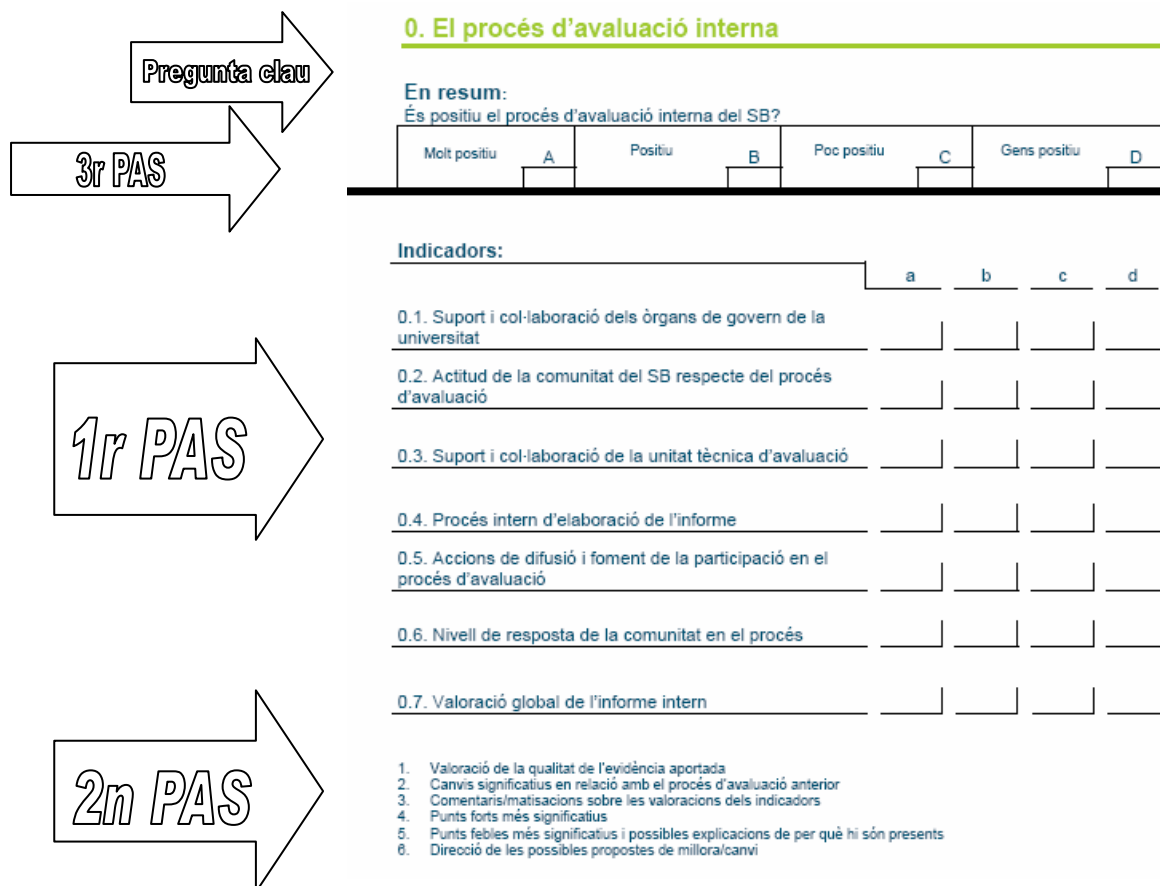 0. El procés d'avaluació interna
Pregunta clau
En resum:
És positiu el procés d'avaluació interna del SB?
3r PAS
Molt positiu A Positiu B Poc positiu C Gens positiu D
Indicadors:
a b c d
0.1. Suport i col·laboració dels òrgans de govern de la
universitat
0.2. Actitud de la comunitat del SB respecte del procés
d'avaluació
1r PAS
0.3. Suport i col·laboració de la unitat tècnica d'avaluació
0.4. Procés intern d'elaboració de l'informe
0.5. Accions de difusió i foment de la participació en el
procés d'avaluació
0.6. Nivell de resposta de la comunitat en el procés
0.7. Valoració global de l'informe intern
2n PAS
1. Valoració de la qualitat de l'evidència aportada
2. Canvis significatius en relació amb el procés d'avaluació anterior
3. Comentaris/matisacions sobre les valoracions dels indicadors
4. Punts forts més significatius
5. Punts febles més significatius i possibles explicacions de per què hi són presents
6. Direcció de les possibles propostes de millora/canvi